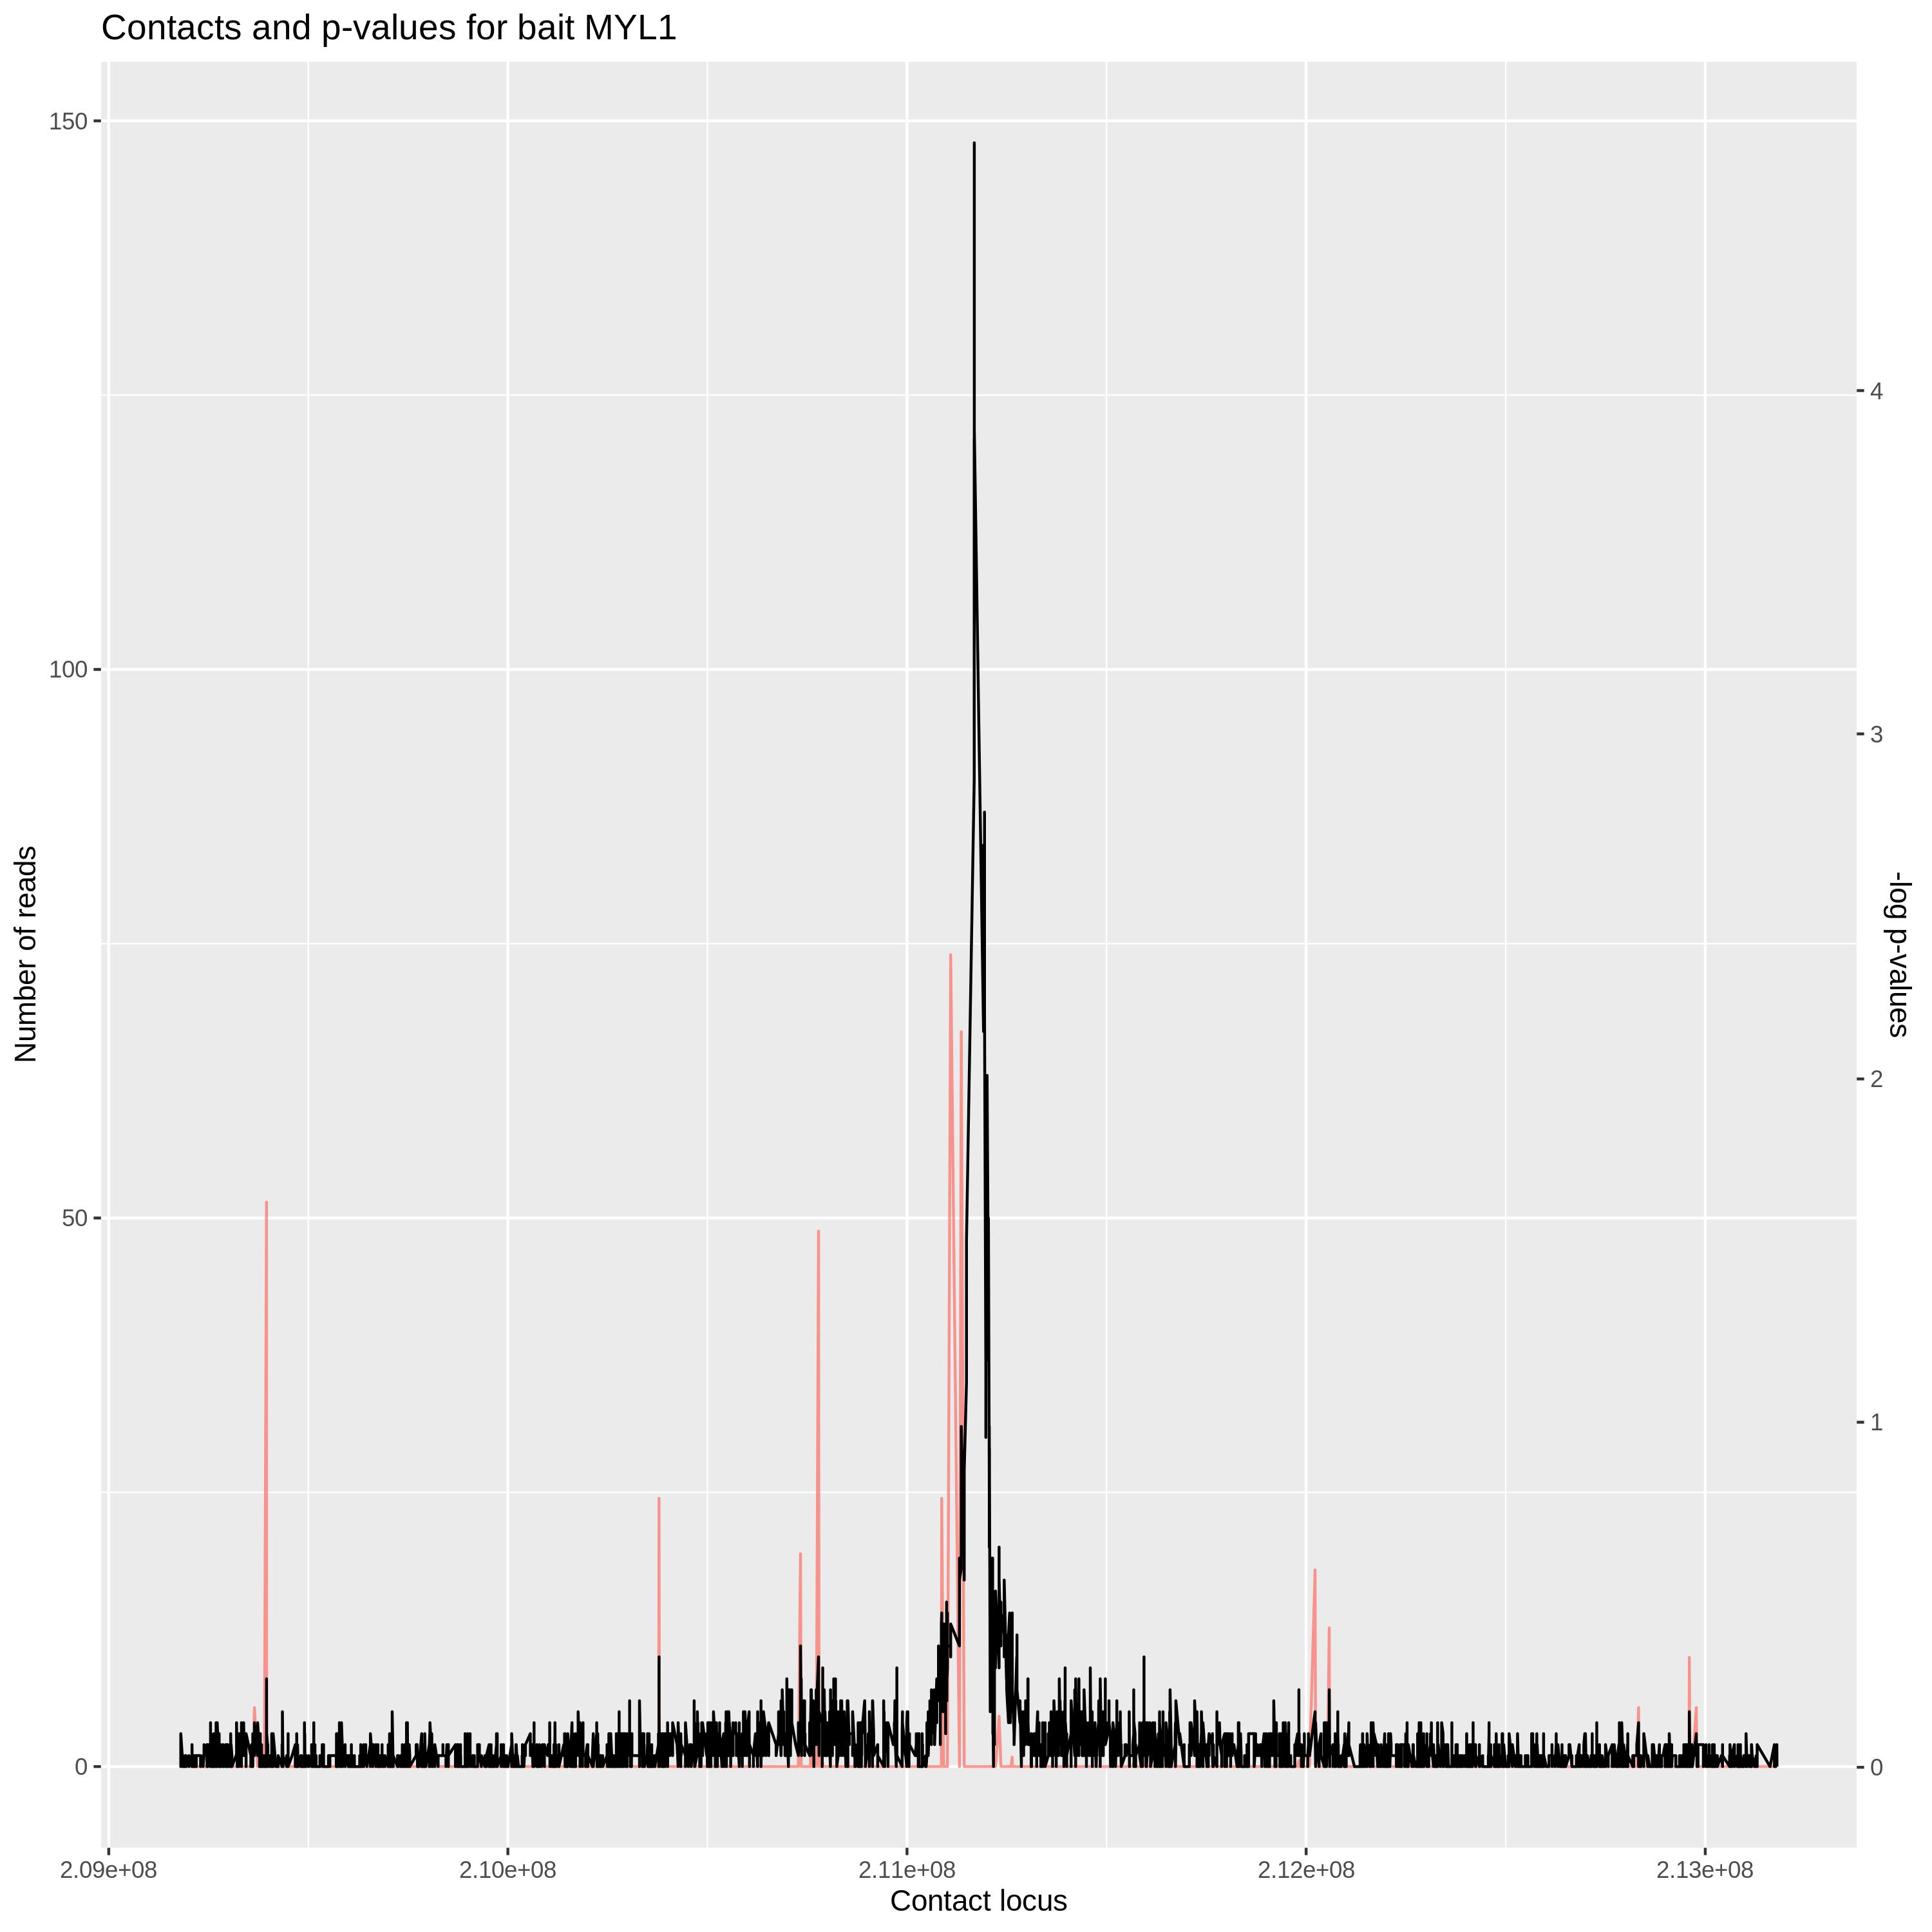 Contacts and p-values for bait MYL1
150
100
50
0
4
3
2
1
0
Number of reads
-log p-values
2.09e+08
2.10e+08
2.11e+08
2.12e+08
2.13e+08
Contact locus